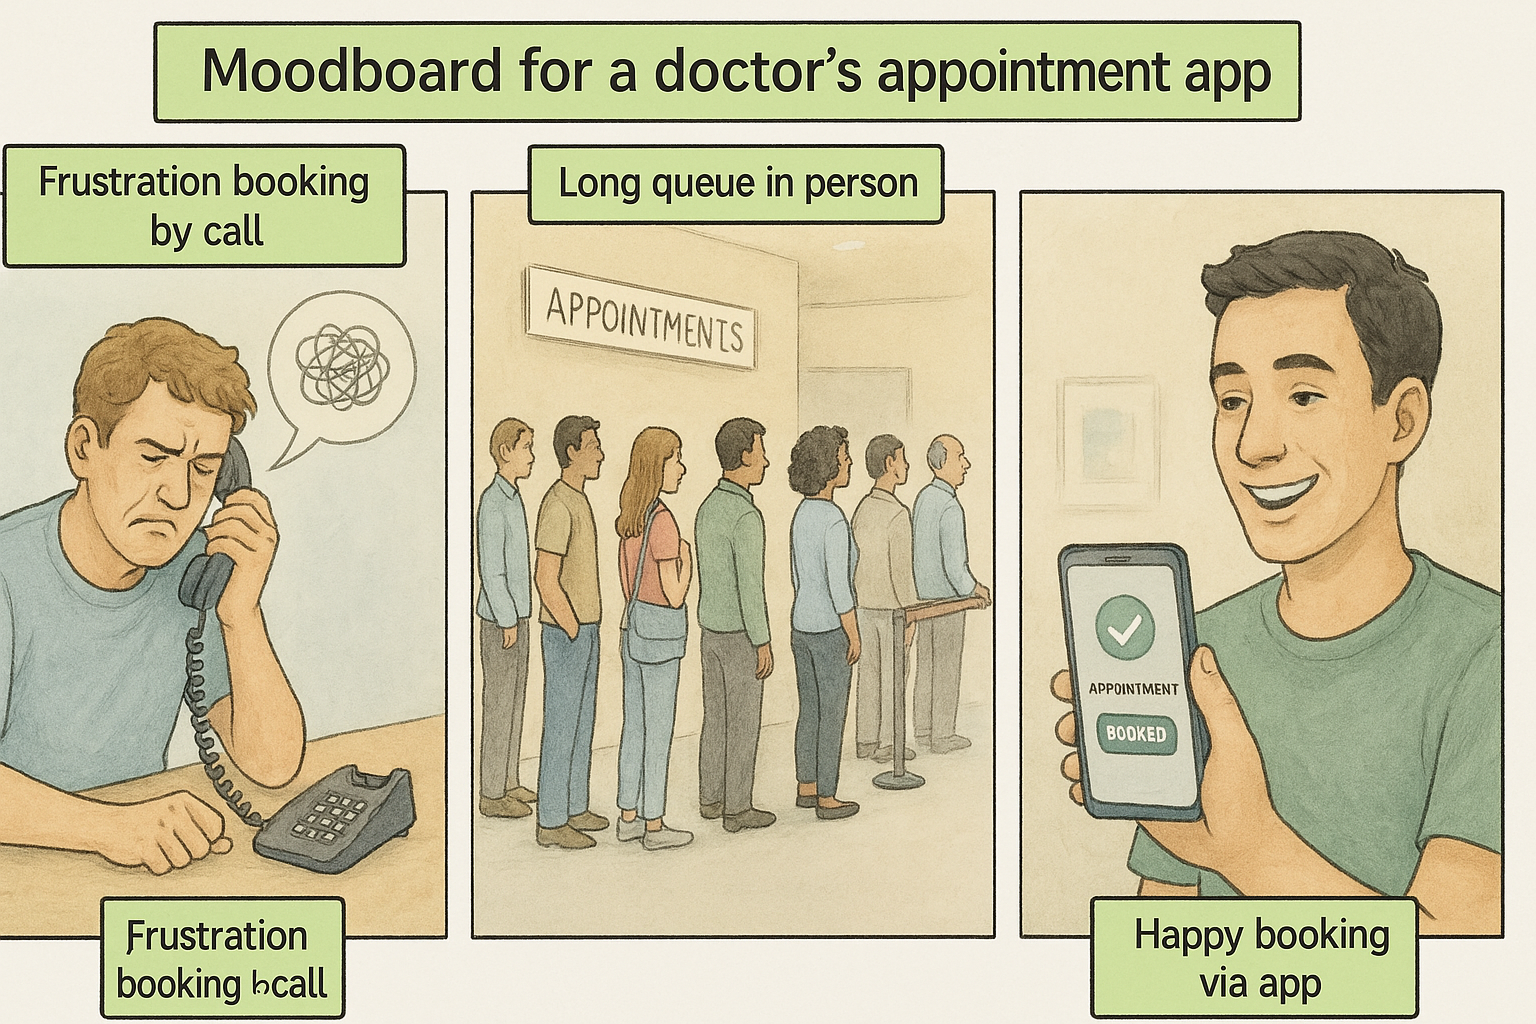 Moodboard for a doctor's appointment app
Frustration booking
by call
Long queue in person
APPOINTMENTS
APPOINTMENT
BOOKED
Frustration
booking call
Happy booking
via app